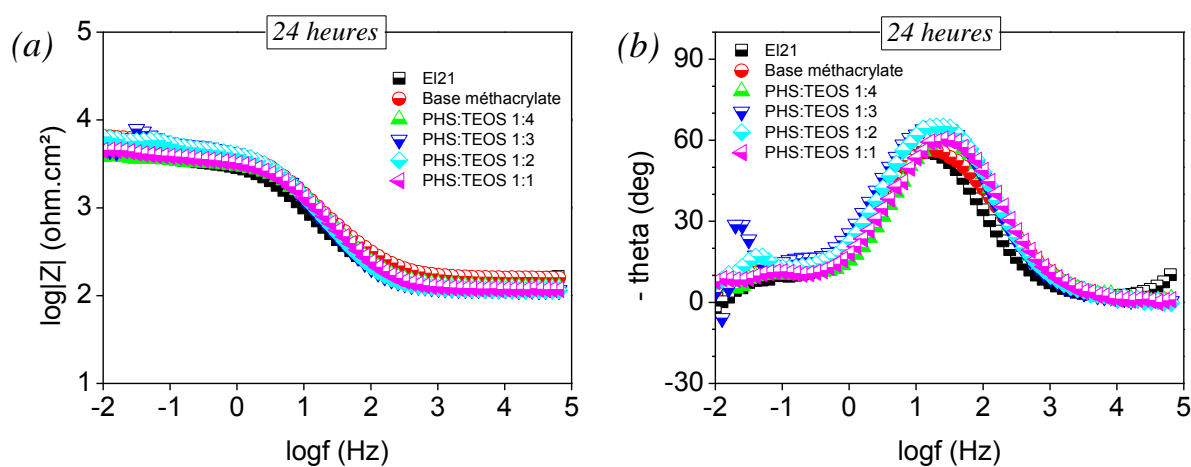 (a)
24 heures
5
4
3
2
1
log|Z| (ohm.cm²)
El21
Base méthacrylate
PHS:TEOS 1:4
PHS:TEOS 1:3
PHS:TEOS 1:2
PHS:TEOS 1:1
-2 -1 0 1 2 3 4 5
logf (Hz)
(b)
24 heures
90
60
30
0
-30
- theta (deg)
El21
Base méthacrylate
PHS:TEOS 1:4
PHS:TEOS 1:3
PHS:TEOS 1:2
PHS:TEOS 1:1
-2 -1 0 1 2 3 4 5
logf (Hz)